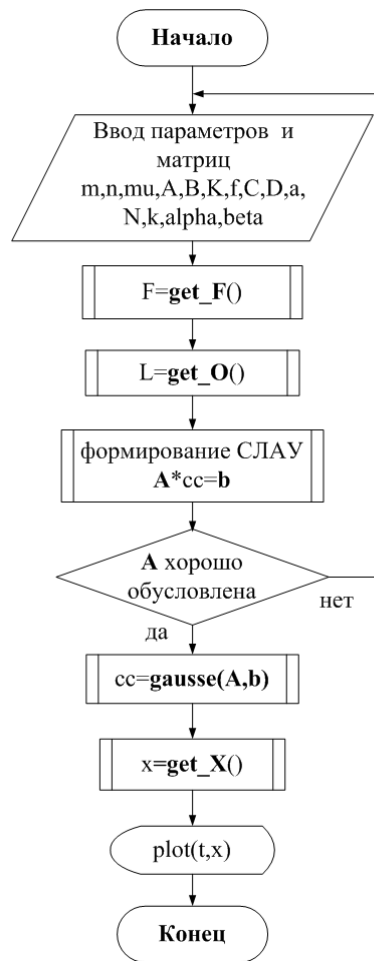 Начало
Ввод параметров и
матриц
m,n,mu,A,B,K,f,C,D,a,
N,k,alpha,beta
F=get_F()
L=get_O()
формирование СЛАУ
A*cc=b
A хорошо
обусловлена
нет
да
cc=gausse(A,b)
x=get_X()
plot(t,x)
Конец